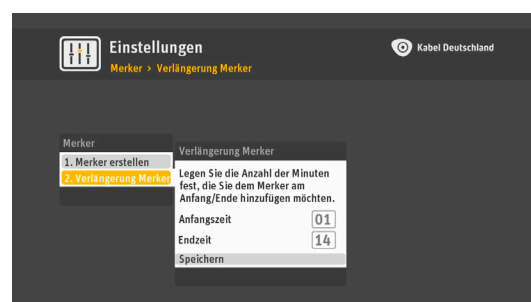 Einstellungen
Merker > Verlängerung Merker
Kabel Deutschland
Merker
1. Merker erstellen
2. Verlängerung Merker
Verlängerung Merker
Legen Sie die Anzahl der Minuten
fest, die Sie dem Merker am
Anfang/Ende hinzufügen möchten.
Anfangszeit 01
Endzeit 14
Speichern